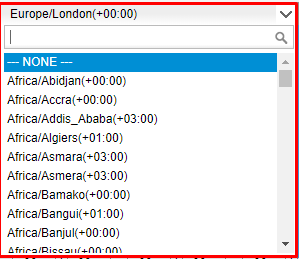 Europe/London(+00:00)
--- NONE ---
Africa/Abidjan(+00:00)
Africa/Accra(+00:00)
Africa/Addis_Ababa(+03:00)
Africa/Algiers(+01:00)
Africa/Asmara(+03:00)
Africa/Asmera(+03:00)
Africa/Bamako(+00:00)
Africa/Bangui(+01:00)
Africa/Banjul(+00:00)
Africa/Bissau(+00:00)